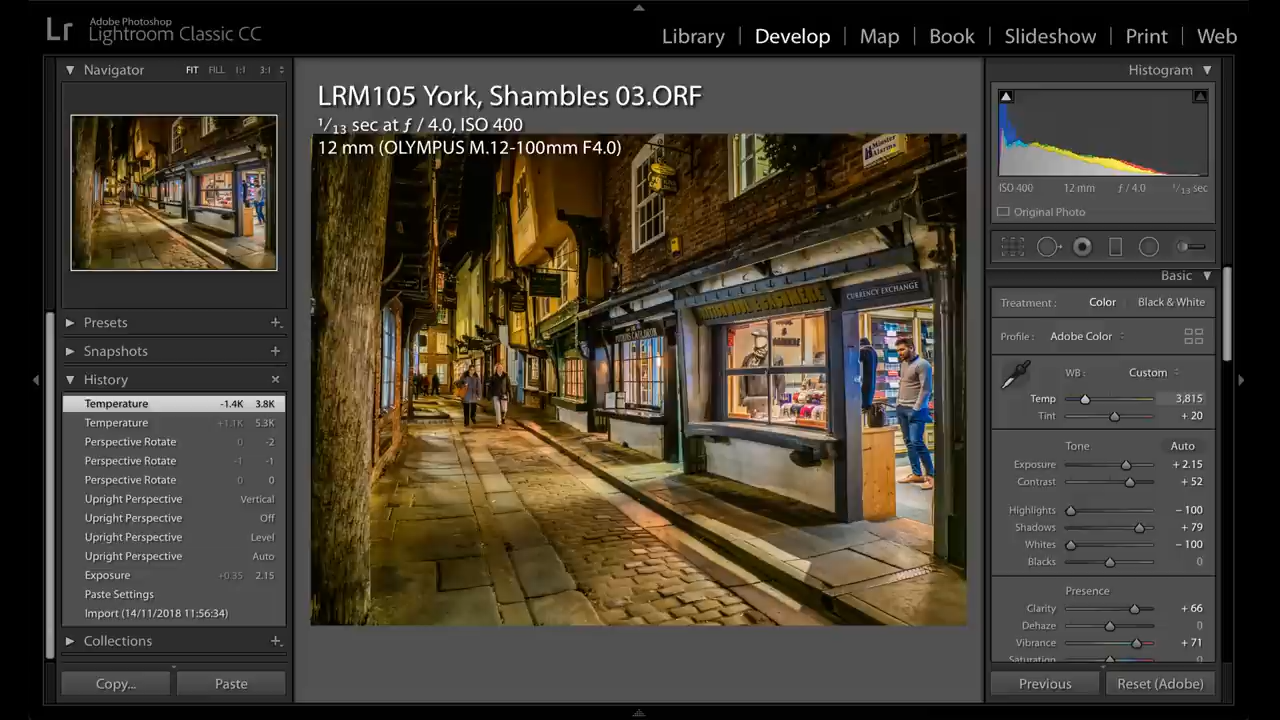 Lr Adobe Photoshop
Lightroom Classic CC
Library | Develop | Map | Book | Slideshow | Print | Web
Navigator FIT FILL 1:1 3:1
Presets
Snapshots
History
Temperature -1.4K 3.8K
Temperature +1.1K 5.3K
Perspective Rotate 0 -2
Perspective Rotate -1 -1
Perspective Rotate 0 0
Upright Perspective Vertical
Upright Perspective Off
Upright Perspective Level
Upright Perspective Auto
Exposure +0.35 2.15
Paste Settings
Import (14/11/2018 11:56:34)
Collections
Copy... Paste
LRM105 York, Shambles 03.ORF
1/13 sec at ƒ / 4.0, ISO 400
12 mm (OLYMPUS M.12-100mm F4.0)
CURRENCY EXCHANGE
Histogram
ISO 400 12 mm ƒ / 4.0 1/13 sec
Original Photo
Basic
Treatment : Color Black & White
Profile : Adobe Color
WB : Custom
Temp 3,815
Tint + 20
Tone Auto
Exposure + 2.15
Contrast + 52
Highlights − 100
Shadows + 79
Whites − 100
Blacks 0
Presence
Clarity + 66
Dehaze 0
Vibrance + 71
Saturation 0
Previous Reset (Adobe)